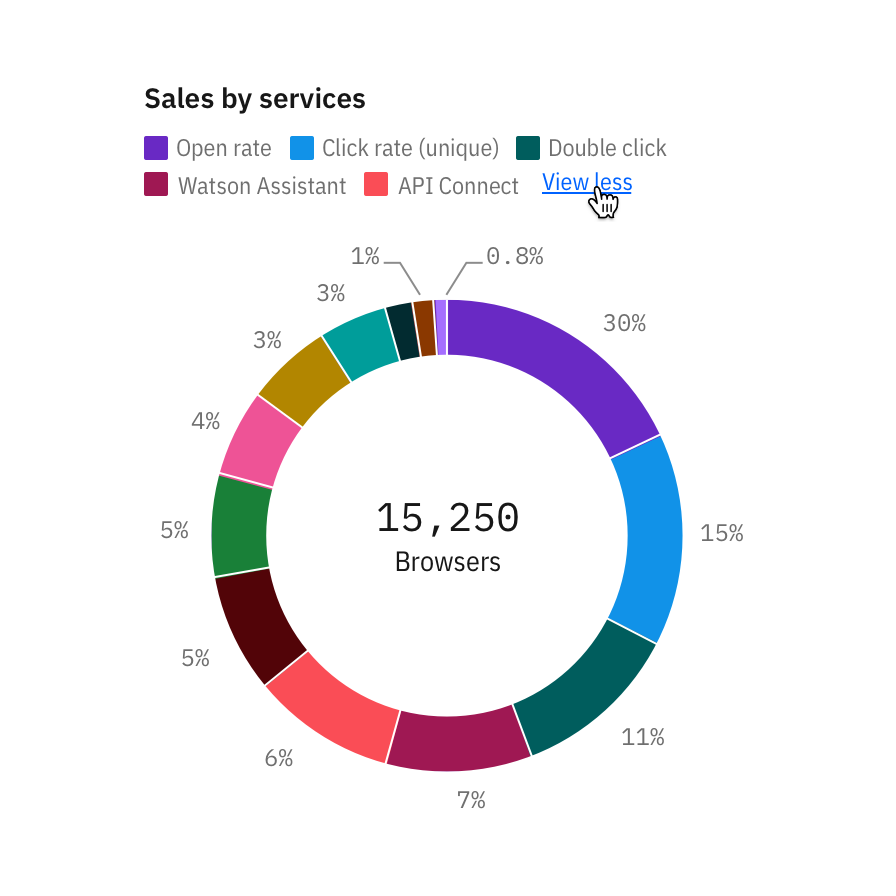 Sales by services
Open rate Click rate (unique) Double click
Watson Assistant API Connect View less
1% 0.8%
3%
30%
3%
4%
15,250
5% 15%
Browsers
5%
11%
6%
7%